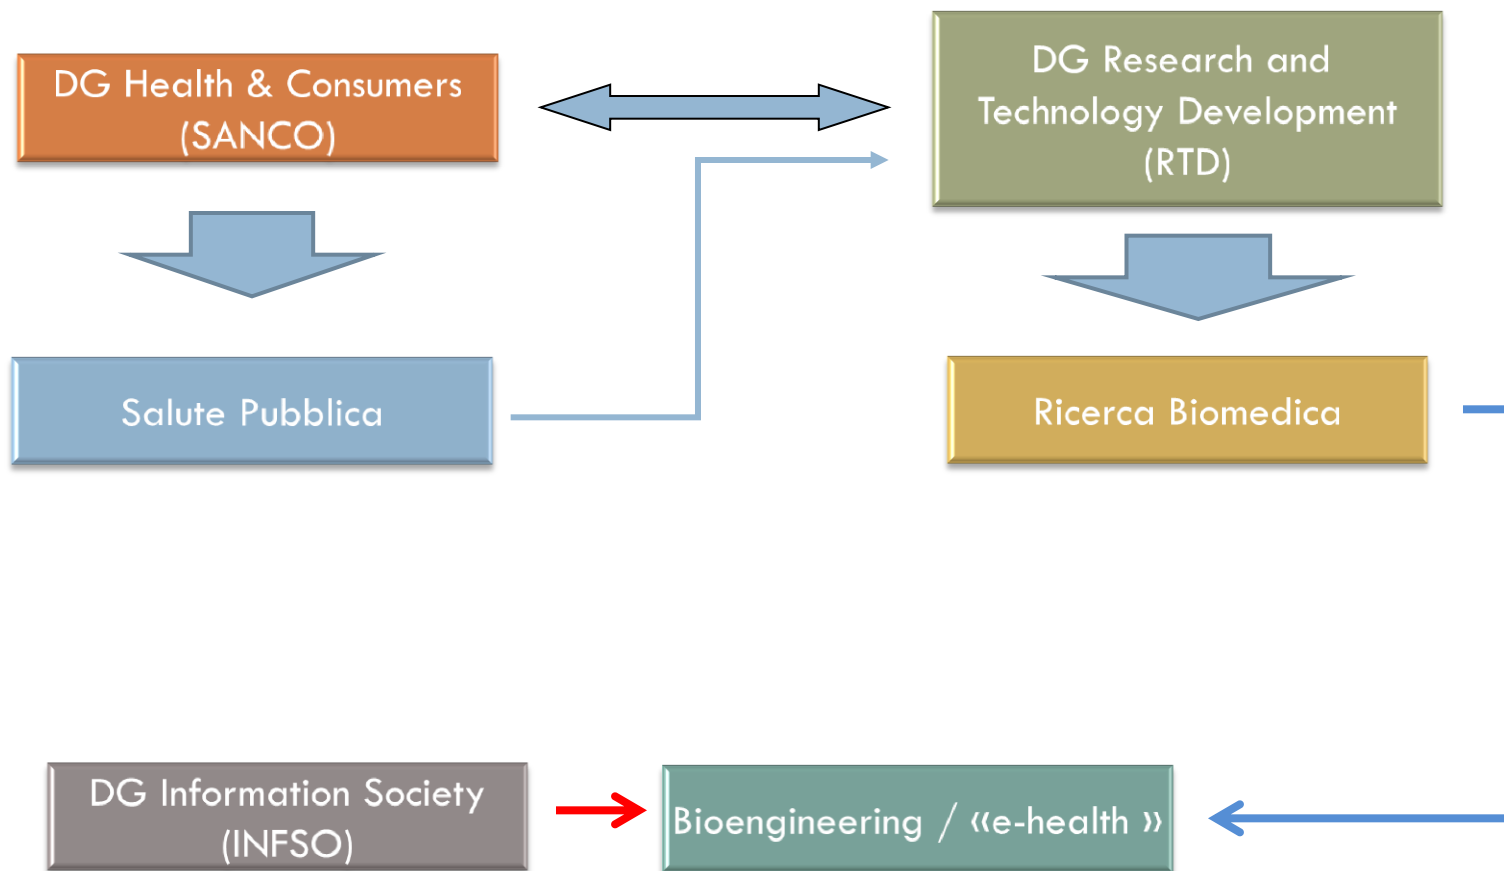 DG Health & Consumers
(SANCO)
DG Research and
Technology Development
(RTD)
Salute Pubblica
Ricerca Biomedica
DG Information Society
(INFSO)
Bioengineering / «e-health »